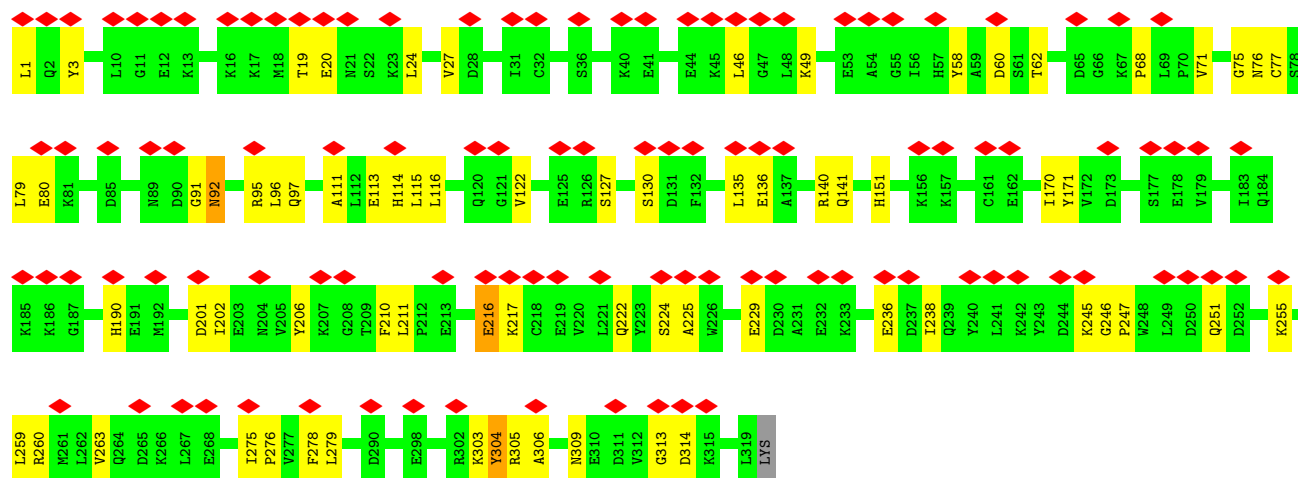 L1 Q2 Y3 L10 G11 E12 K13 K16 K17 M18 T19 E20 N21 S22 K23 L24 V27 D28 I31 C32 S36 K40 E41 E44 K45 L46 G47 L48 K49 E53 A54 G55 I56 H57 Y58 A59 D60 S61 T62 D65 G66 K67 P68 L69 P70 V71 G75 N76 C77 S78
L79 E80 K81 D85 N89 D90 G91 N92 R95 L96 Q97 A111 L112 E113 H114 L115 L116 Q120 G121 V122 E125 R126 S127 S130 D131 F132 L135 E136 A137 R140 Q141 H151 K156 K157 C161 E162 I170 Y171 V172 D173 S177 E178 V179 I183 Q184
K185 K186 G187 H190 E191 M192 D201 I202 E203 N204 V205 Y206 K207 G208 T209 F210 L211 P212 E213 E216 K217 C218 E219 V220 L221 Q222 Y223 S224 A225 W226 E229 D230 A231 E232 K233 E236 D237 I238 Q239 Y240 L241 K242 Y243 D244 K245 G246 P247 W248 L249 D250 Q251 D252 K255
L259 R260 M261 L262 V263 Q264 D265 K266 L267 E268 I275 P276 V277 F278 L279 D290 E298 R302 K303 Y304 R305 A306 N309 E310 D311 V312 G313 D314 K315 L319 LYS